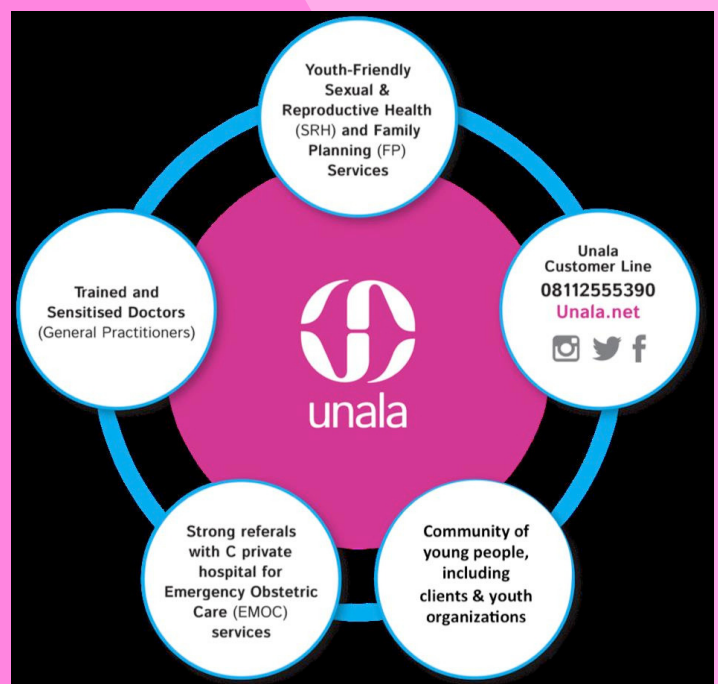 Youth-Friendly
Sexual &
Reproductive Health
(SRH) and Family
Planning (FP)
Services
Unala
Customer Line
08112555390
Unala.net
Trained and
Sensitised Doctors
(General Practitioners)
unala
Strong referrals
with C private
hospital for
Emergency Obstetric
Care (EMOC)
services
Community of
young people,
including
clients & youth
organizations